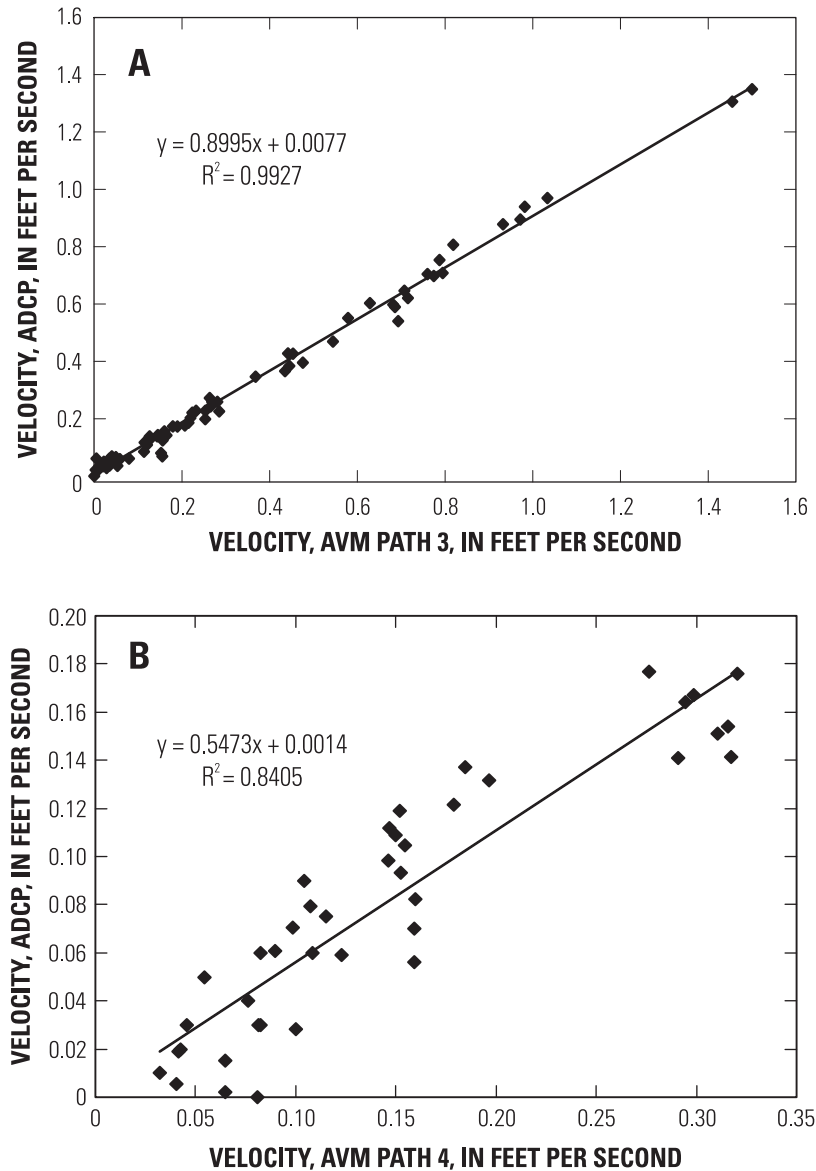 A
y = 0.8995x + 0.0077
R² = 0.9927
VELOCITY, ADCP, IN FEET PER SECOND
1.6
1.4
1.2
1.0
0.8
0.6
0.4
0.2
0
0 0.2 0.4 0.6 0.8 1.0 1.2 1.4 1.6
VELOCITY, AVM PATH 3, IN FEET PER SECOND
B
y = 0.5473x + 0.0014
R² = 0.8405
VELOCITY, ADCP, IN FEET PER SECOND
0.20
0.18
0.16
0.14
0.12
0.10
0.08
0.06
0.04
0.02
0
0 0.05 0.10 0.15 0.20 0.25 0.30 0.35
VELOCITY, AVM PATH 4, IN FEET PER SECOND